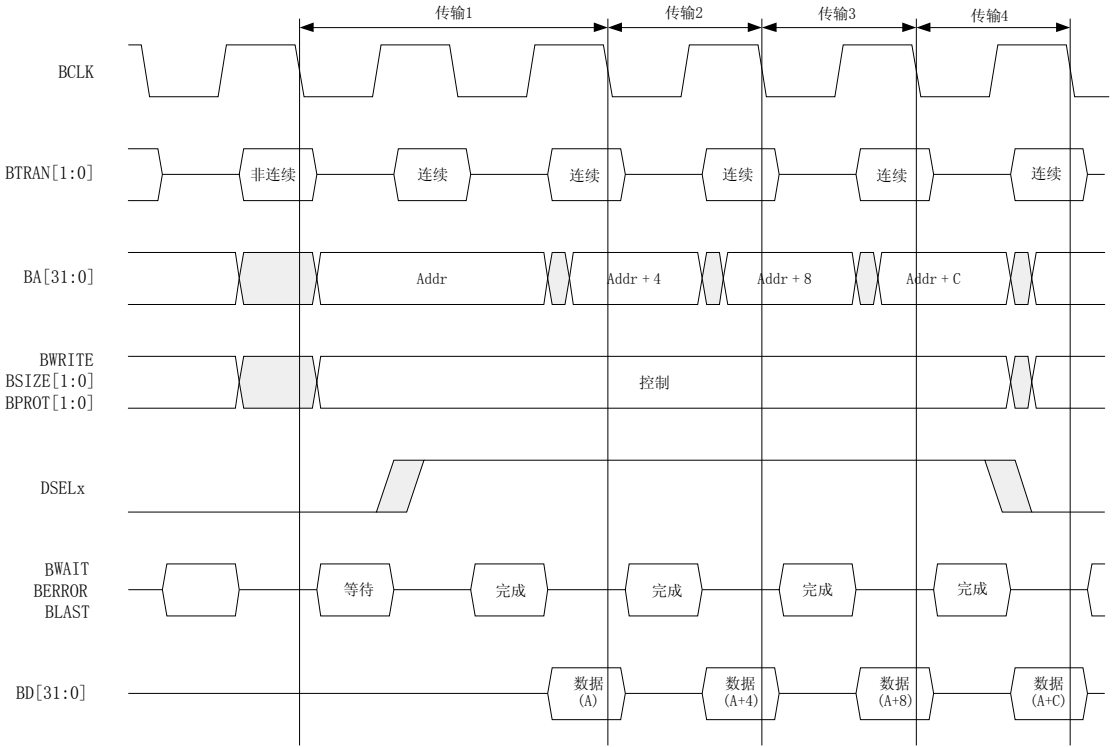 传输1 传输2 传输3 传输4
BCLK
BTRAN[1:0] 非连续 连续 连续 连续 连续 连续
BA[31:0] Addr Addr + 4 Addr + 8 Addr + C
BWRITE
BSIZE[1:0] 控制
BPROT[1:0]
DSELx
BWAIT
BERROR 等待 完成 完成 完成 完成
BLAST
BD[31:0] 数据 数据 数据 数据
(A) (A+4) (A+8) (A+C)